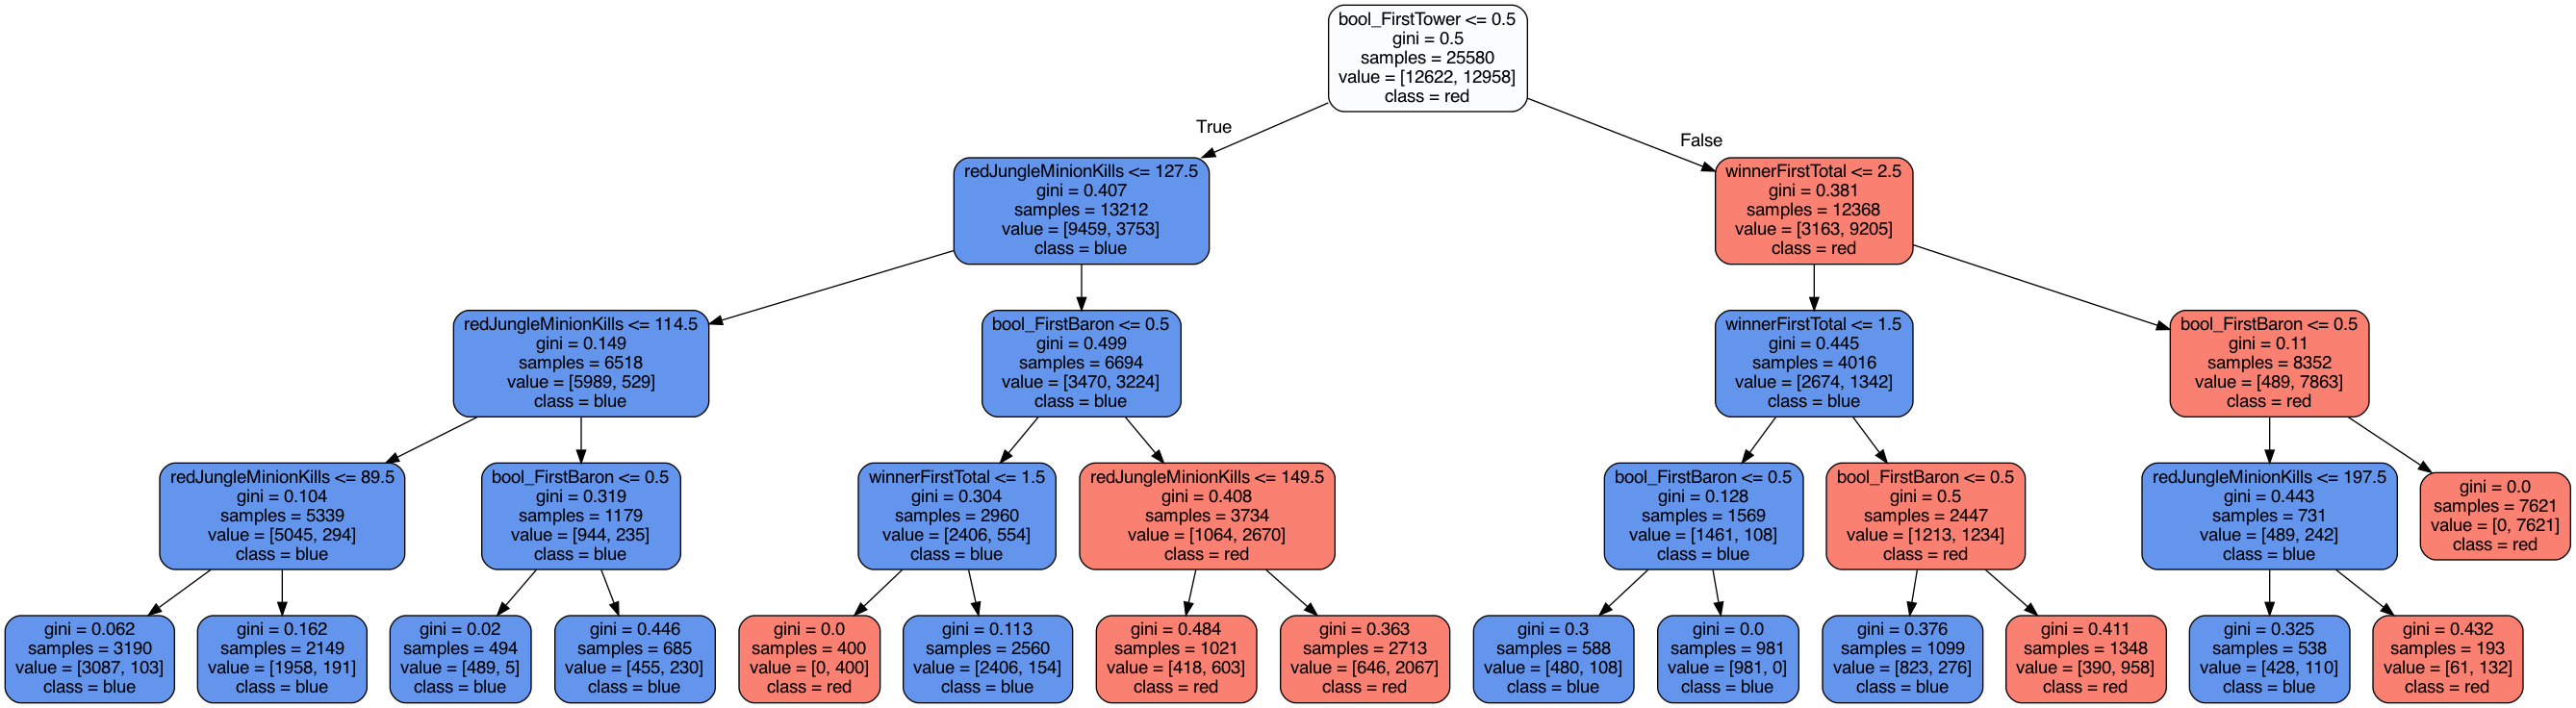 bool_FirstTower <= 0.5
gini = 0.5
samples = 25580
value = [12622, 12958]
class = red
True
False
redJungleMinionKills <= 127.5
gini = 0.407
samples = 13212
value = [9459, 3753]
class = blue
winnerFirstTotal <= 2.5
gini = 0.381
samples = 12368
value = [3163, 9205]
class = red
redJungleMinionKills <= 114.5
gini = 0.149
samples = 6518
value = [5989, 529]
class = blue
bool_FirstBaron <= 0.5
gini = 0.499
samples = 6694
value = [3470, 3224]
class = blue
winnerFirstTotal <= 1.5
gini = 0.445
samples = 4016
value = [2674, 1342]
class = blue
bool_FirstBaron <= 0.5
gini = 0.11
samples = 8352
value = [489, 7863]
class = red
redJungleMinionKills <= 89.5
gini = 0.104
samples = 5339
value = [5045, 294]
class = blue
bool_FirstBaron <= 0.5
gini = 0.319
samples = 1179
value = [944, 235]
class = blue
winnerFirstTotal <= 1.5
gini = 0.304
samples = 2960
value = [2406, 554]
class = blue
redJungleMinionKills <= 149.5
gini = 0.408
samples = 3734
value = [1064, 2670]
class = red
bool_FirstBaron <= 0.5
gini = 0.128
samples = 1569
value = [1461, 108]
class = blue
bool_FirstBaron <= 0.5
gini = 0.5
samples = 2447
value = [1213, 1234]
class = red
redJungleMinionKills <= 197.5
gini = 0.443
samples = 731
value = [489, 242]
class = blue
gini = 0.0
samples = 7621
value = [0, 7621]
class = red
gini = 0.062
samples = 3190
value = [3087, 103]
class = blue
gini = 0.162
samples = 2149
value = [1958, 191]
class = blue
gini = 0.02
samples = 494
value = [489, 5]
class = blue
gini = 0.446
samples = 685
value = [455, 230]
class = blue
gini = 0.0
samples = 400
value = [0, 400]
class = red
gini = 0.113
samples = 2560
value = [2406, 154]
class = blue
gini = 0.484
samples = 1021
value = [418, 603]
class = red
gini = 0.363
samples = 2713
value = [646, 2067]
class = red
gini = 0.3
samples = 588
value = [480, 108]
class = blue
gini = 0.0
samples = 981
value = [981, 0]
class = blue
gini = 0.376
samples = 1099
value = [823, 276]
class = blue
gini = 0.411
samples = 1348
value = [390, 958]
class = red
gini = 0.325
samples = 538
value = [428, 110]
class = blue
gini = 0.432
samples = 193
value = [61, 132]
class = red